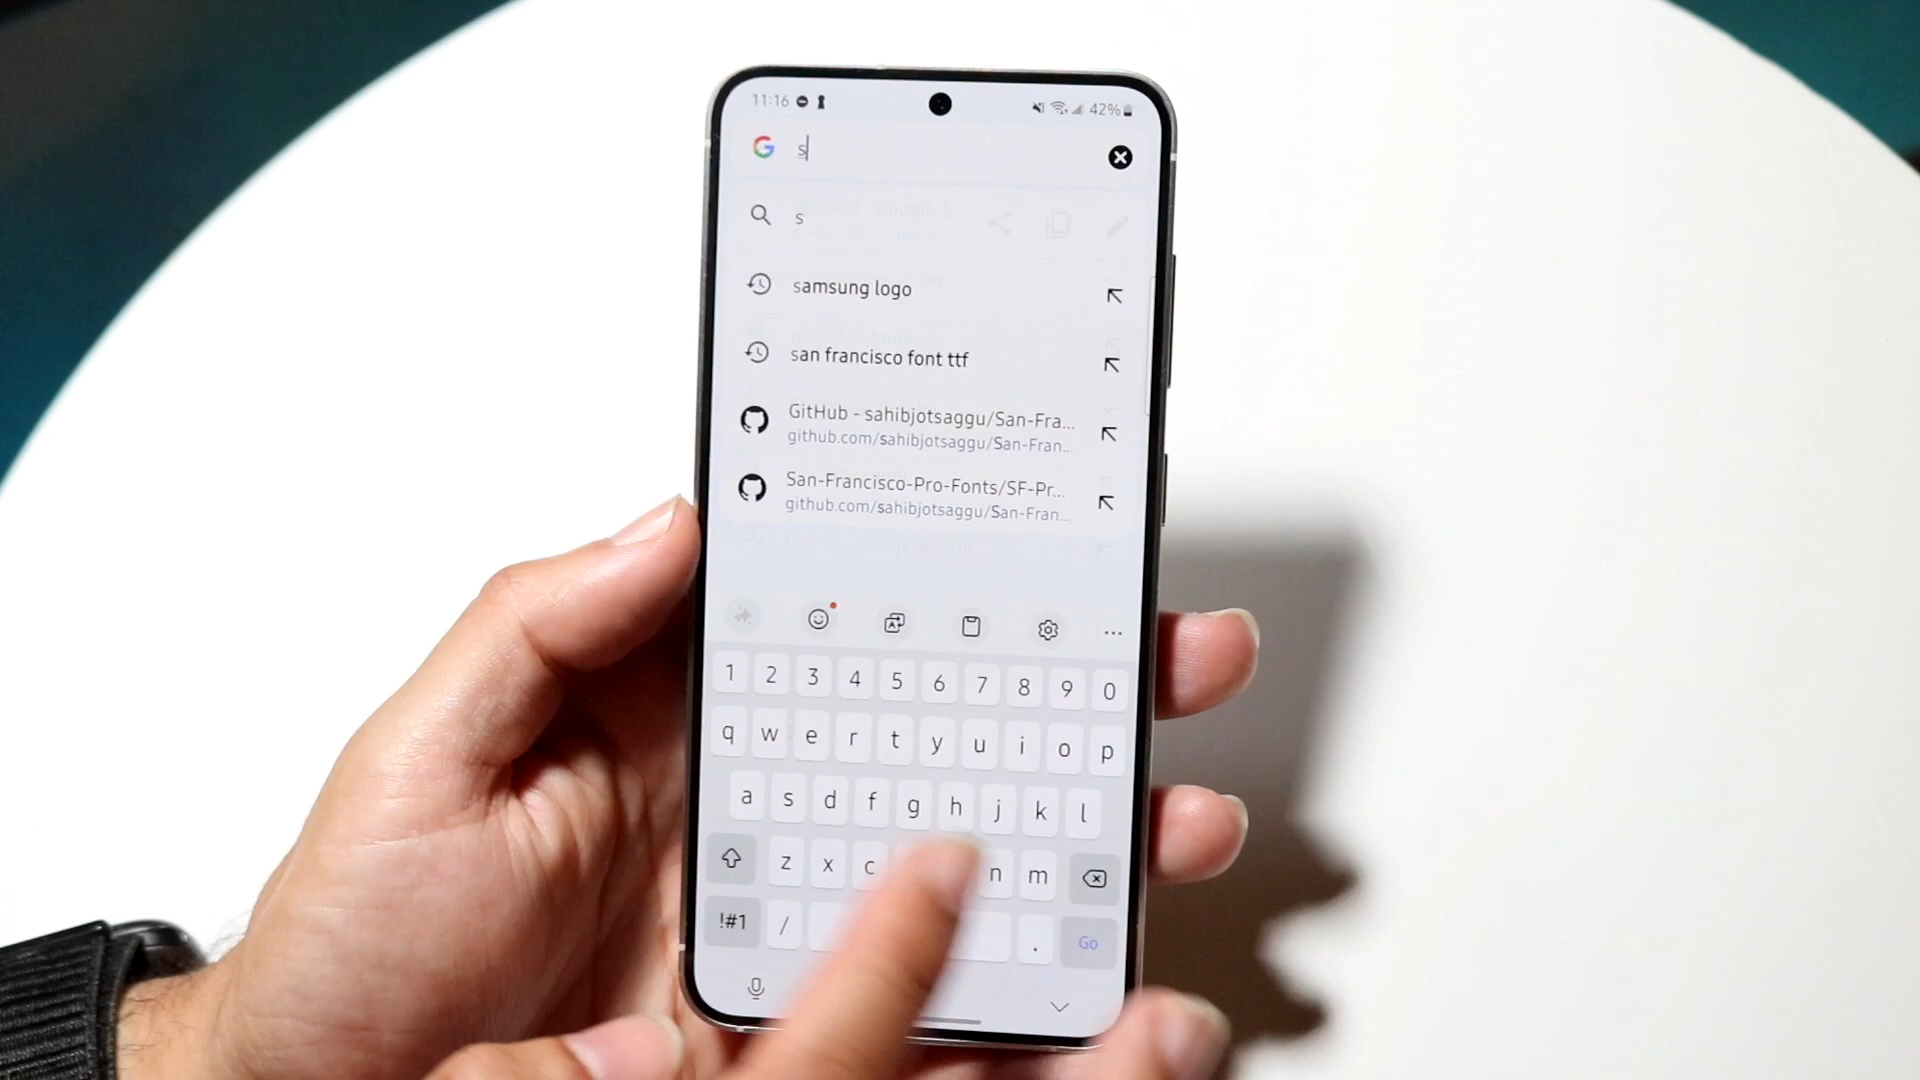 11:16 42%
s
s
samsung logo
san francisco font ttf
GitHub - sahibjotsaggu/San-Fra...
github.com/sahibjotsaggu/San-Fran...
San-Francisco-Pro-Fonts/SF-Pr...
github.com/sahibjotsaggu/San-Fran...
1 2 3 4 5 6 7 8 9 0
q w e r t y u i o p
a s d f g h j k l
z x c n m
!#1 / . Go